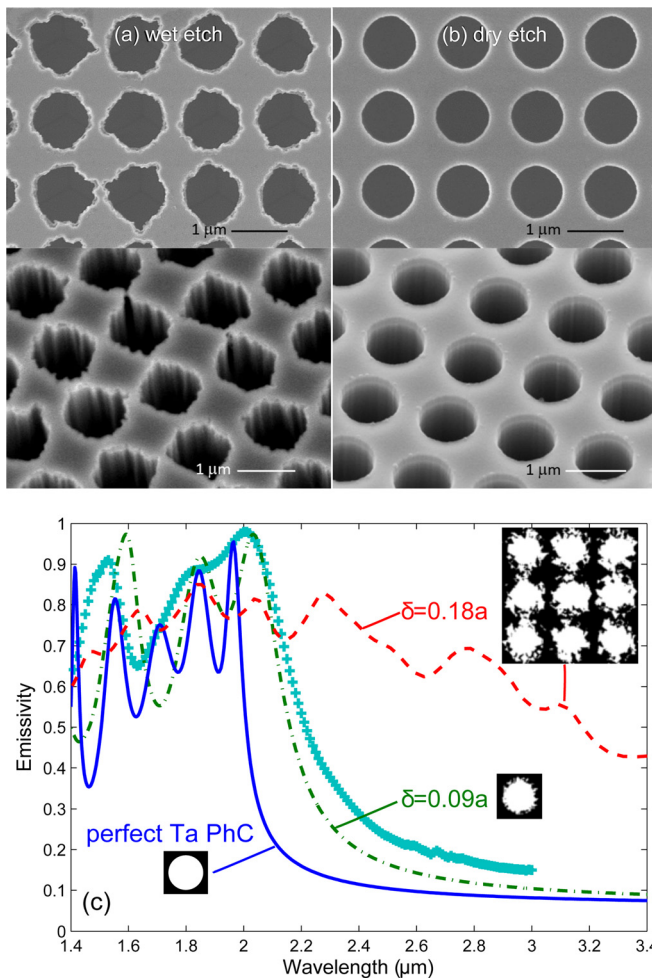 (a) wet etch
(b) dry etch
1 µm
1 µm
1 µm
1 µm
1
0.9
0.8
0.7
0.6
0.5
0.4
0.3
0.2
0.1
0
Emissivity
δ=0.18a
δ=0.09a
perfect Ta PhC
(c)
1.4 1.6 1.8 2 2.2 2.4 2.6 2.8 3 3.2 3.4
Wavelength (µm)